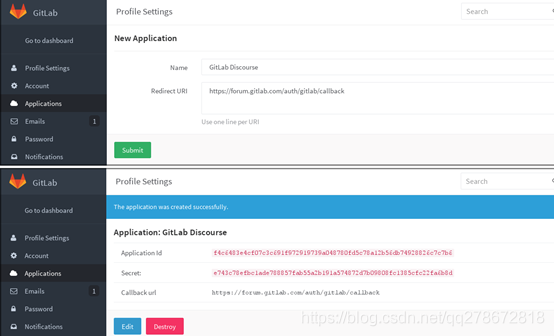 GitLab
Profile Settings
Search
Go to dashboard
New Application
Profile Settings
Name
GitLab Discourse
Account
Redirect URI
https://forum.gitlab.com/auth/gitlab/callback
Applications
Emails
1
Use one line per URI
Password
Notifications
Submit
GitLab
Profile Settings
Search
Go to dashboard
The application was created successfully.
Application: GitLab Discourse
Profile Settings
Application Id
Account
Secret:
Applications
Callback url
https://forum.gitlab.com/auth/gitlab/callback
Emails
1
Password
Notifications
Edit
Destroy
https://blog.csdn.net/qq278672818